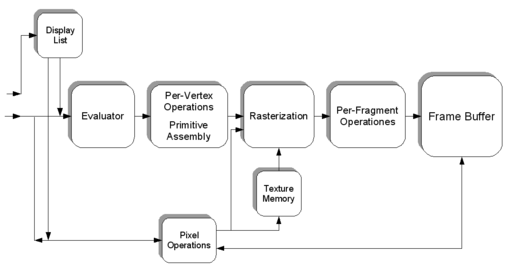 Display
List
Evaluator
Per-Vertex
Operations
Primitive
Assembly
Rasterization
Per-Fragment
Operationes
Frame Buffer
Texture
Memory
Pixel
Operations